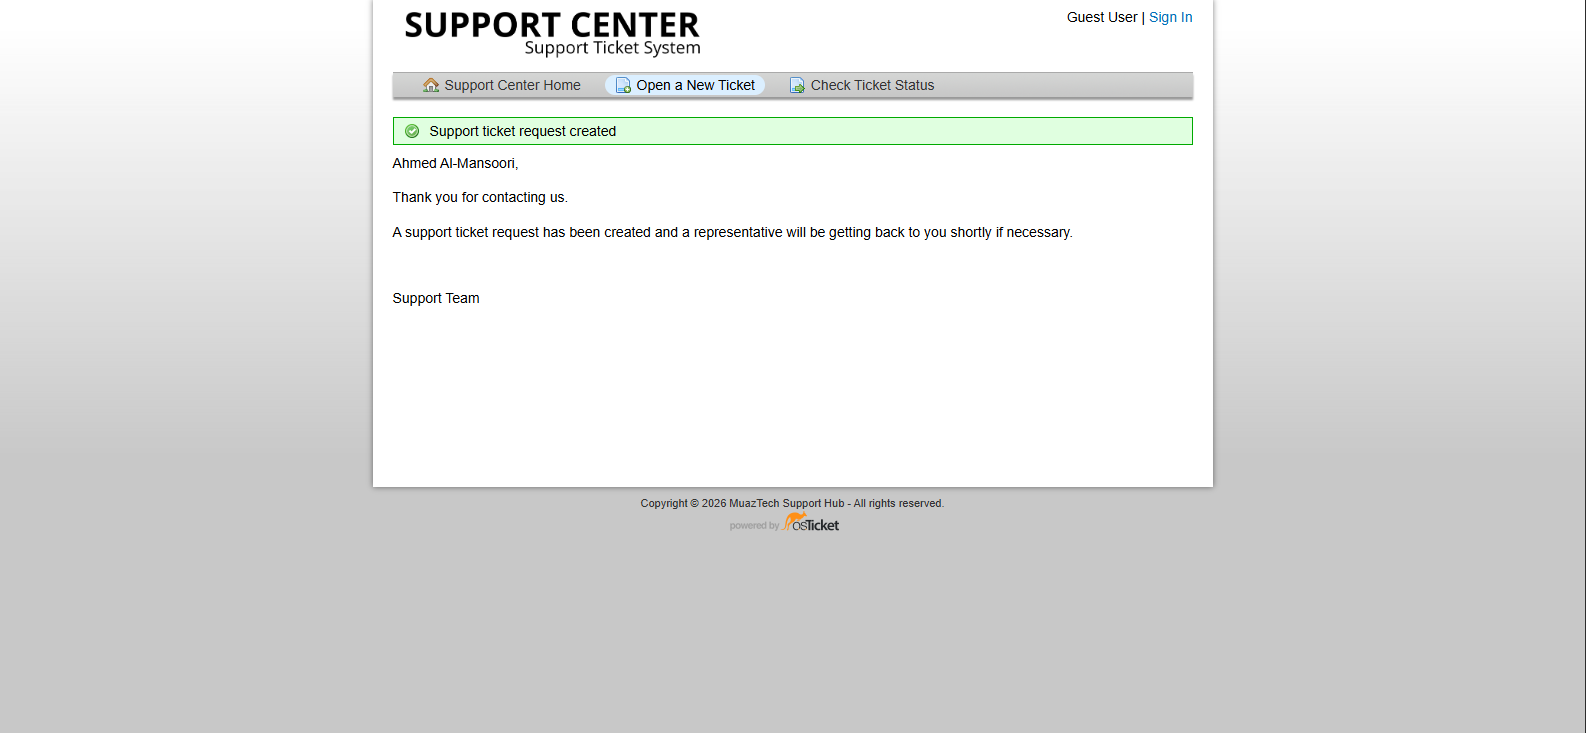 SUPPORT CENTER
Support Ticket System
Guest User | Sign In
Support Center Home
Open a New Ticket
Check Ticket Status
Support ticket request created
Ahmed Al-Mansoori,
Thank you for contacting us.
A support ticket request has been created and a representative will be getting back to you shortly if necessary.
Support Team
Copyright © 2026 MuazTech Support Hub - All rights reserved.
powered by osTicket